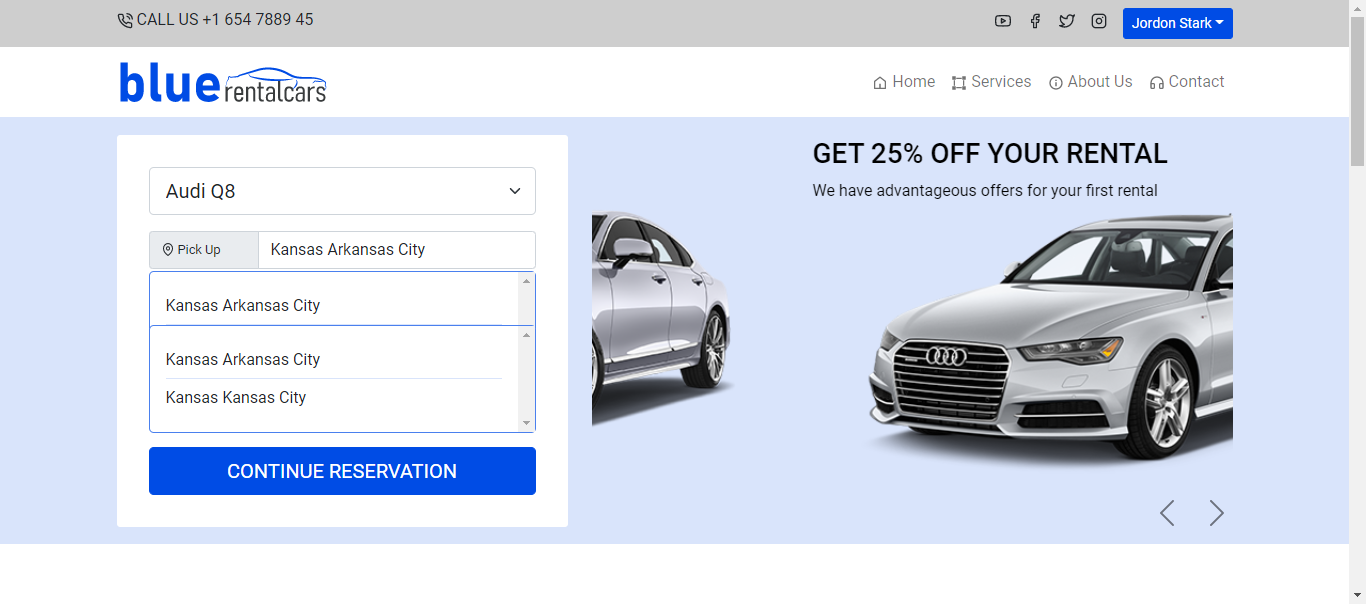 CALL US +1 654 7889 45
Jordon Stark
blue rentalcars
Home Services About Us Contact
Audi Q8
Pick Up Kansas Arkansas City
Kansas Arkansas City
Kansas Arkansas City
Kansas Kansas City
CONTINUE RESERVATION
GET 25% OFF YOUR RENTAL
We have advantageous offers for your first rental